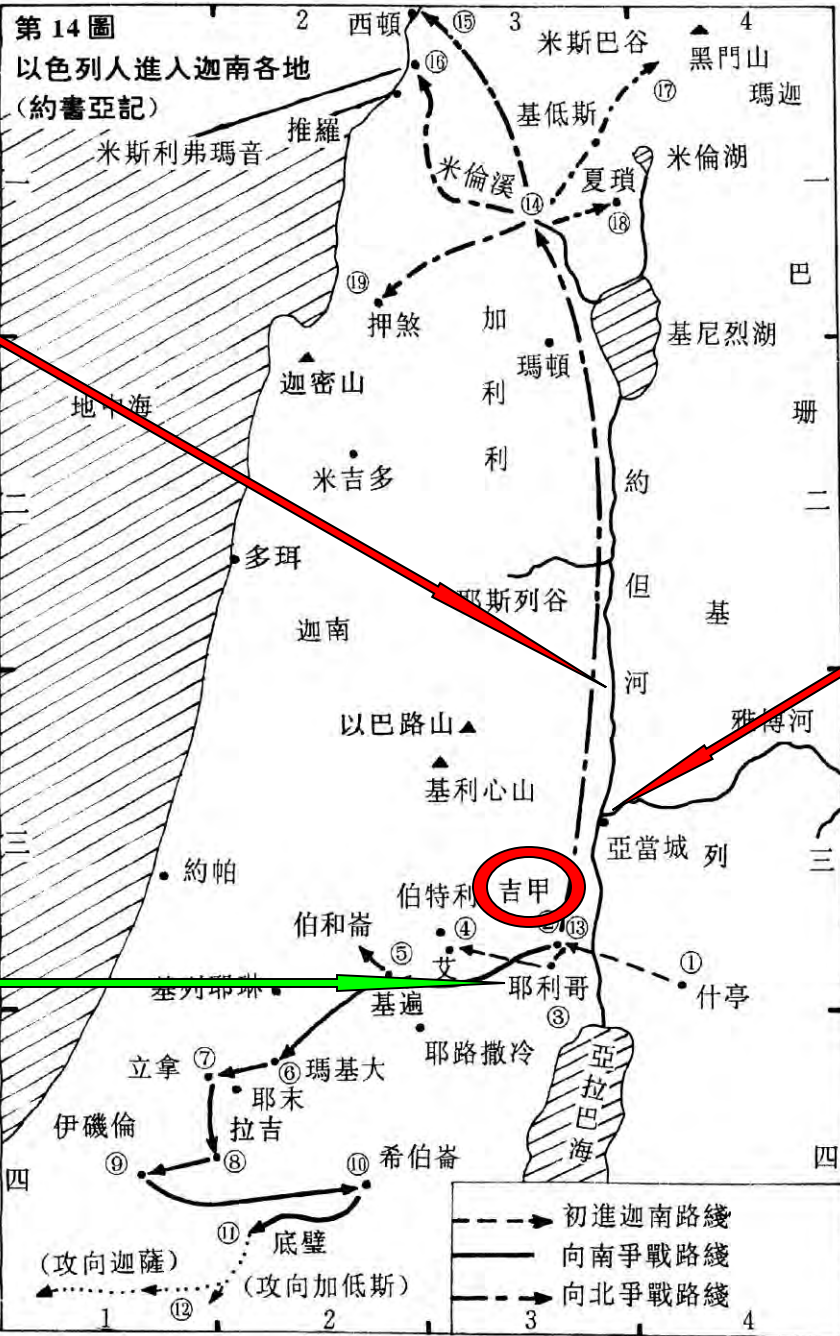 第14圖
以色列人進入迦南各地
(約書亞記)
2
3
4
西頓
⑮
米斯巴谷
黑門山
⑯
⑰
瑪迦
推羅
基低斯
米斯利弗瑪音
米倫溪
夏瑣
米倫湖
一
一
⑭
⑱
⑲
押煞
加利利
瑪頓
基尼烈湖
巴珊
迦密山
地中海
米吉多
約但河
二
二
多珥
耶斯列谷
基列
迦南
以巴路山
基利心山
雅博河
亞當城
三
三
約帕
吉甲
伯特利
②
⑬
伯和崙
④
⑤
艾
①
基列耶琳
基遍
耶利哥
什亭
③
耶路撒冷
亞拉巴海
立拿
⑦
⑥
瑪基大
耶末
伊磯倫
拉吉
⑨
⑧
⑩
希伯崙
四
四
⑪
底璧
(攻向迦薩)
(攻向加低斯)
⑫
初進迦南路綫
向南爭戰路綫
向北爭戰路綫
1
2
3
4